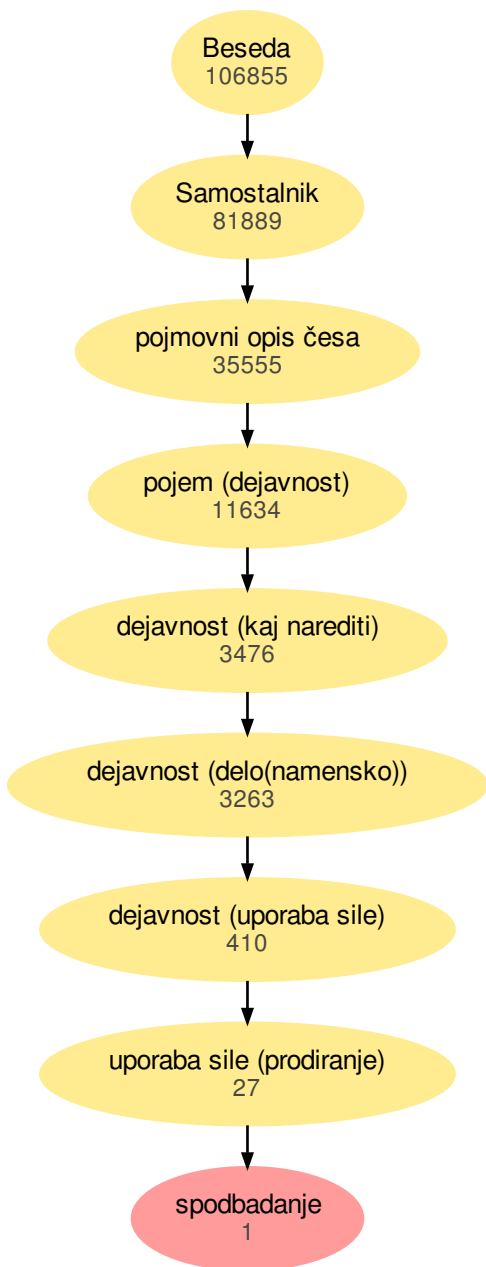 Beseda
106855
Samostalnik
81889
pojmovni opis česa
35555
pojem (dejavnost)
11634
dejavnost (kaj narediti)
3476
dejavnost (delo(namensko))
3263
dejavnost (uporaba sile)
410
uporaba sile (prodiranje)
27
spodbadanje
1